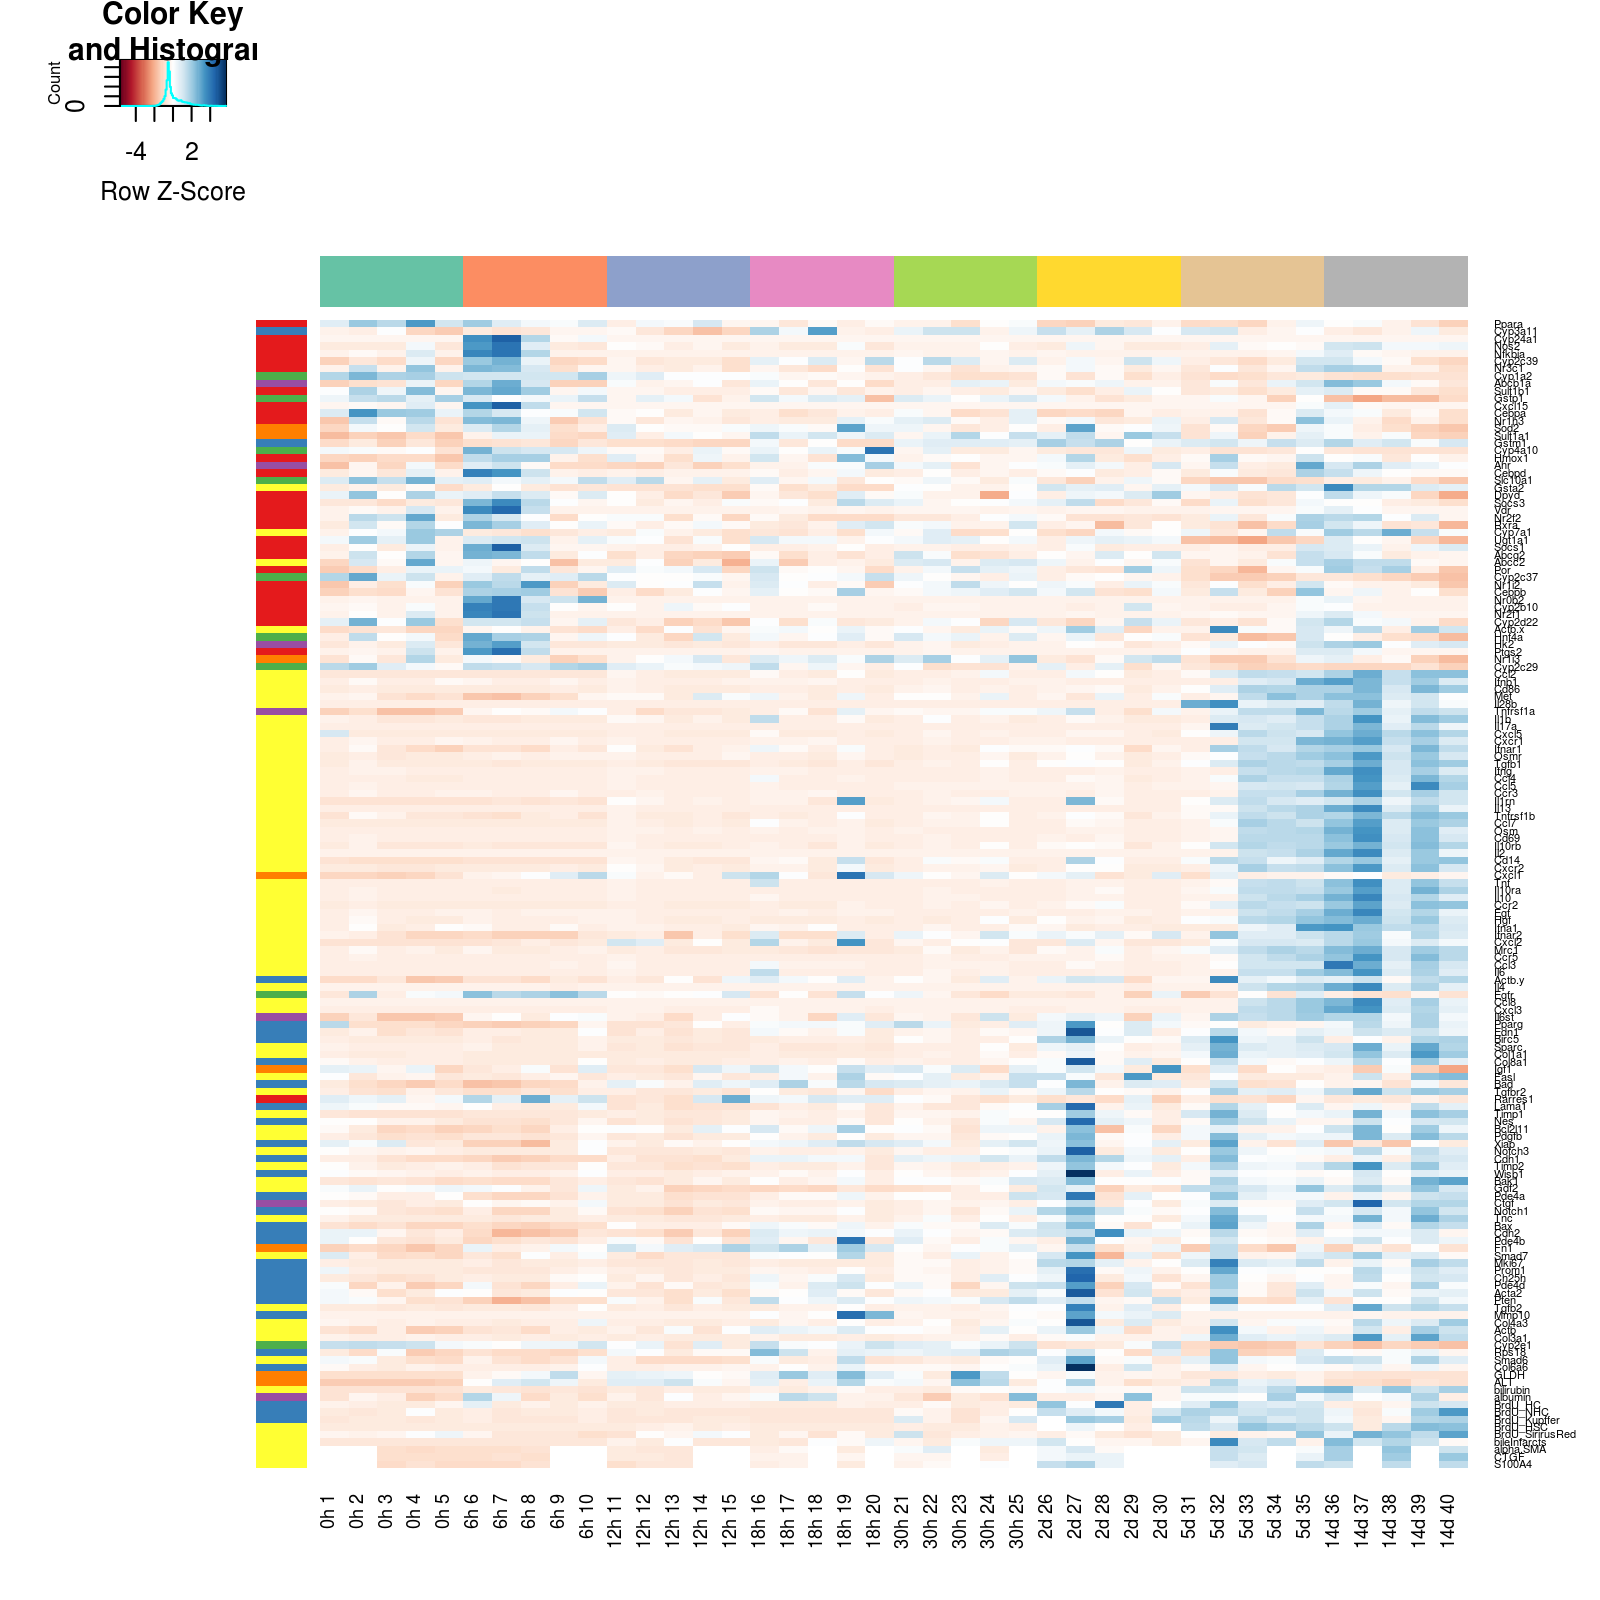 Color Key
and Histogra
Count
0
-4 2
Row Z-Score
Ppara
Cyp3a11
Cyp24a1
Nos2
Nfkbia
Cyp2c39
Nr3c1
Cyp1a2
Abcb1a
Sult1b1
Gstp1
Cxcl15
Cebpa
Nr1h3
Sod2
Sult1a1
Gstm1
Cyp4a10
Hmox1
Ahr
Cebpd
Slc10a1
Gsta2
Dpyd
Socs3
Vdr
Nr2f2
Rxra
Cyp7a1
Ugt1a1
Socs1
Abcg2
Abcc2
Por
Cyp2c37
Nr1i2
Cebpb
Nr0b2
Cyp2b10
Nr2f1
Cyp2d22
Actb.x
Hnf4a
Hk2
Ptgs2
Nr1i3
Cyp2c29
Ccl2
Ifnb1
Cd86
Met
Il28b
Tnfrsf1a
Il1b
Il17a
Cxcl5
Cxcr1
Ifnar1
Osmr
Tgfb1
Ifng
Ccl4
Ccl5
Ccr3
Il1rn
Il13
Tnfrsf1b
Ccl7
Osm
Cd69
Il10rb
Il2
Cd14
Cxcr2
Cxcl1
Tnf
Il10ra
Il10
Ccr2
Egf
Hgf
Ifna1
Ifnar2
Cxcl2
Mrc1
Ccr5
Ccl3
Il6
Actb.y
Il4
Egfr
Ccl8
Cxcl3
Il6st
Pparg
Edn1
Birc5
Sparc
Col1a1
Col8a1
Igf1
Fasl
Bad
Tgfbr2
Rarres1
Lama1
Timp1
Nes
Bcl2l11
Pdgfb
Xiap
Notch3
Cdh1
Timp2
Wisp1
Bak1
Gdf2
Pde4a
Ctgf
Notch1
Tnc
Bax
Cdh2
Pde4b
Fn1
Smad7
Mki67
Prom1
Ch25h
Pde4d
Acta2
Pten
Tgfb2
Mmp10
Col4a3
Actb
Col3a1
Cyp2e1
Rps18
Smad6
Col6a6
GLDH
ALT
bilirubin
albumin
BrdU_HC
BrdU_NHC
BrdU_Kupffer
BrdU_HSC
BrdU_SirirusRed
bileInfarcts
alpha.SMA
CTGF
S100A4
0h 1
0h 2
0h 3
0h 4
0h 5
6h 6
6h 7
6h 8
6h 9
6h 10
12h 11
12h 12
12h 13
12h 14
12h 15
18h 16
18h 17
18h 18
18h 19
18h 20
30h 21
30h 22
30h 23
30h 24
30h 25
2d 26
2d 27
2d 28
2d 29
2d 30
5d 31
5d 32
5d 33
5d 34
5d 35
14d 36
14d 37
14d 38
14d 39
14d 40